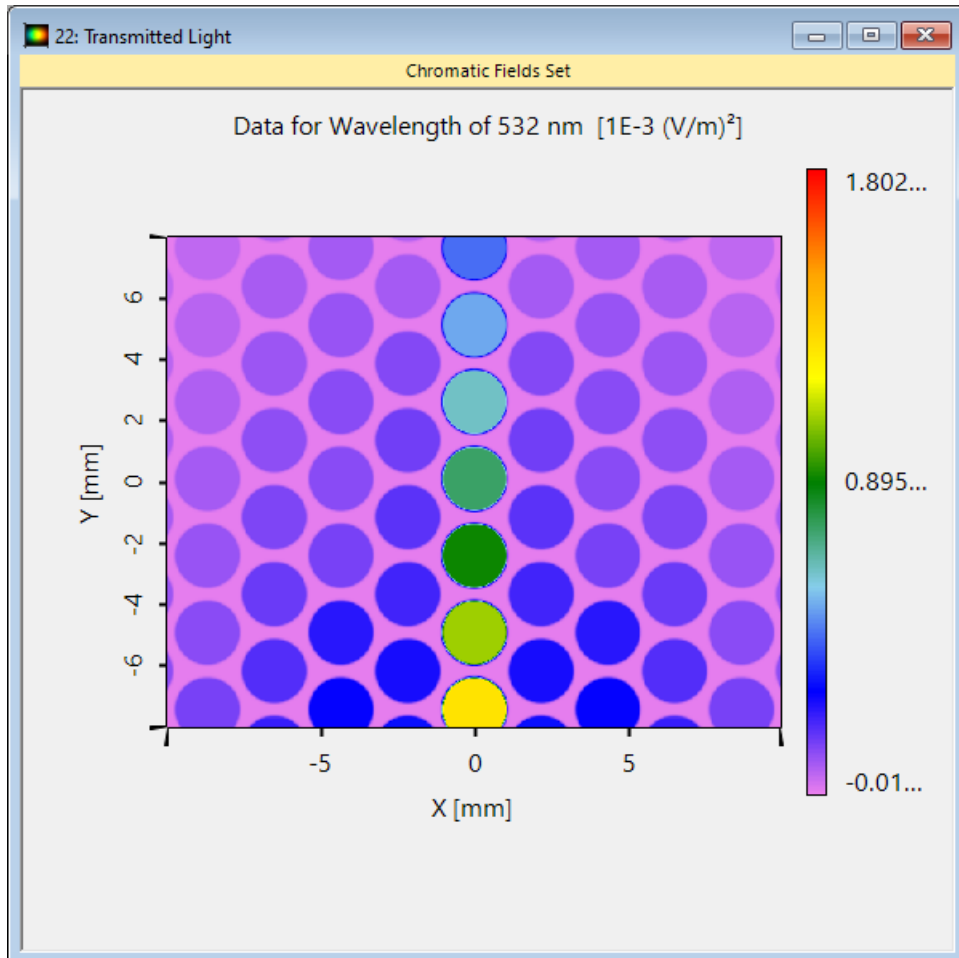 22: Transmitted Light
Chromatic Fields Set
Data for Wavelength of 532 nm  [1E-3 (V/m)²]
1.802...
0.895...
-0.01...
6
4
2
0
-2
-4
-6
Y [mm]
-5
0
5
X [mm]